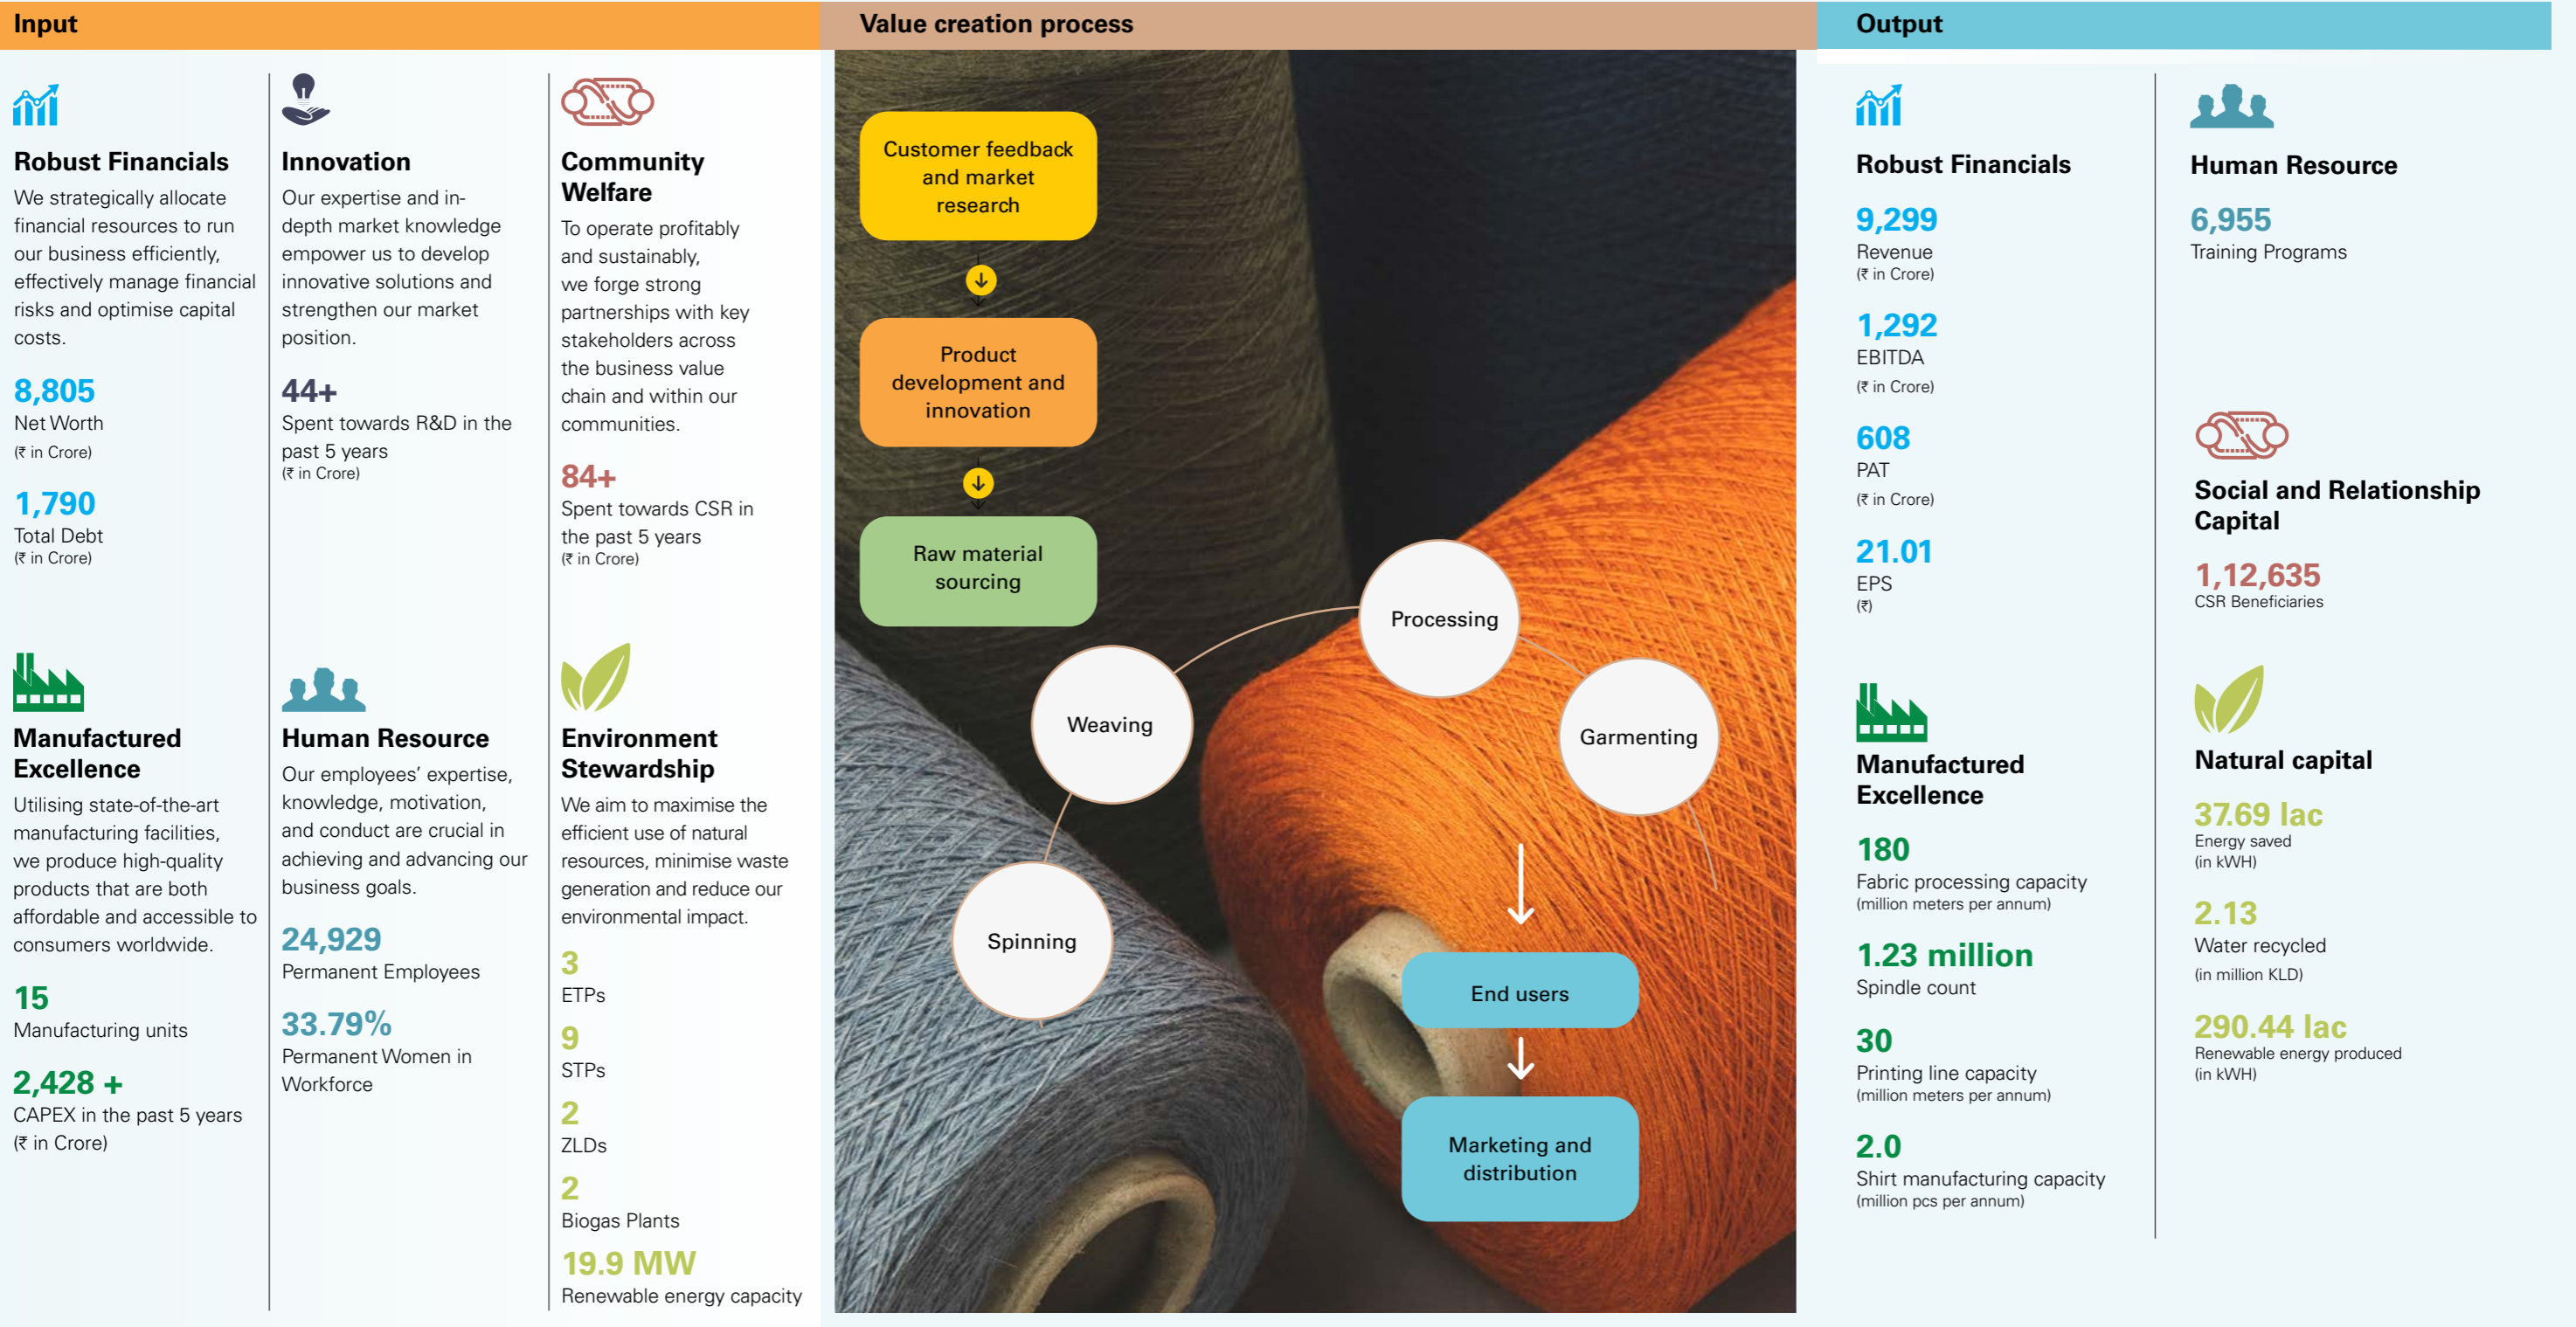 Input
Robust Financials
We strategically allocate
financial resources to run
our business efficiently,
effectively manage financial
risks and optimise capital
costs.
8,805
Net Worth
(₹ in Crore)
1,790
Total Debt
(₹ in Crore)
Innovation
Our expertise and in-
depth market knowledge
empower us to develop
innovative solutions and
strengthen our market
position.
44+
Spent towards R&D in the
past 5 years
(₹ in Crore)
Community
Welfare
To operate profitably
and sustainably,
we forge strong
partnerships with key
stakeholders across
the business value
chain and within our
communities.
84+
Spent towards CSR in
the past 5 years
(₹ in Crore)
Manufactured
Excellence
Utilising state-of-the-art
manufacturing facilities,
we produce high-quality
products that are both
affordable and accessible to
consumers worldwide.
15
Manufacturing units
2,428 +
CAPEX in the past 5 years
(₹ in Crore)
Human Resource
Our employees’ expertise,
knowledge, motivation,
and conduct are crucial in
achieving and advancing our
business goals.
24,929
Permanent Employees
33.79%
Permanent Women in
Workforce
Environment
Stewardship
We aim to maximise the
efficient use of natural
resources, minimise waste
generation and reduce our
environmental impact.
3
ETPs
9
STPs
2
ZLDs
2
Biogas Plants
19.9 MW
Renewable energy capacity
Value creation process
Customer feedback
and market
research
Product
development and
innovation
Raw material
sourcing
Spinning
Weaving
Processing
Garmenting
End users
Marketing and
distribution
Output
Robust Financials
9,299
Revenue
(₹ in Crore)
1,292
EBITDA
(₹ in Crore)
608
PAT
(₹ in Crore)
21.01
EPS
(₹)
Manufactured
Excellence
180
Fabric processing capacity
(million meters per annum)
1.23 million
Spindle count
30
Printing line capacity
(million meters per annum)
2.0
Shirt manufacturing capacity
(million pcs per annum)
Human Resource
6,955
Training Programs
Social and Relationship
Capital
1,12,635
CSR Beneficiaries
Natural capital
37.69 lac
Energy saved
(in kWH)
2.13
Water recycled
(in million KLD)
290.44 lac
Renewable energy produced
(in kWH)